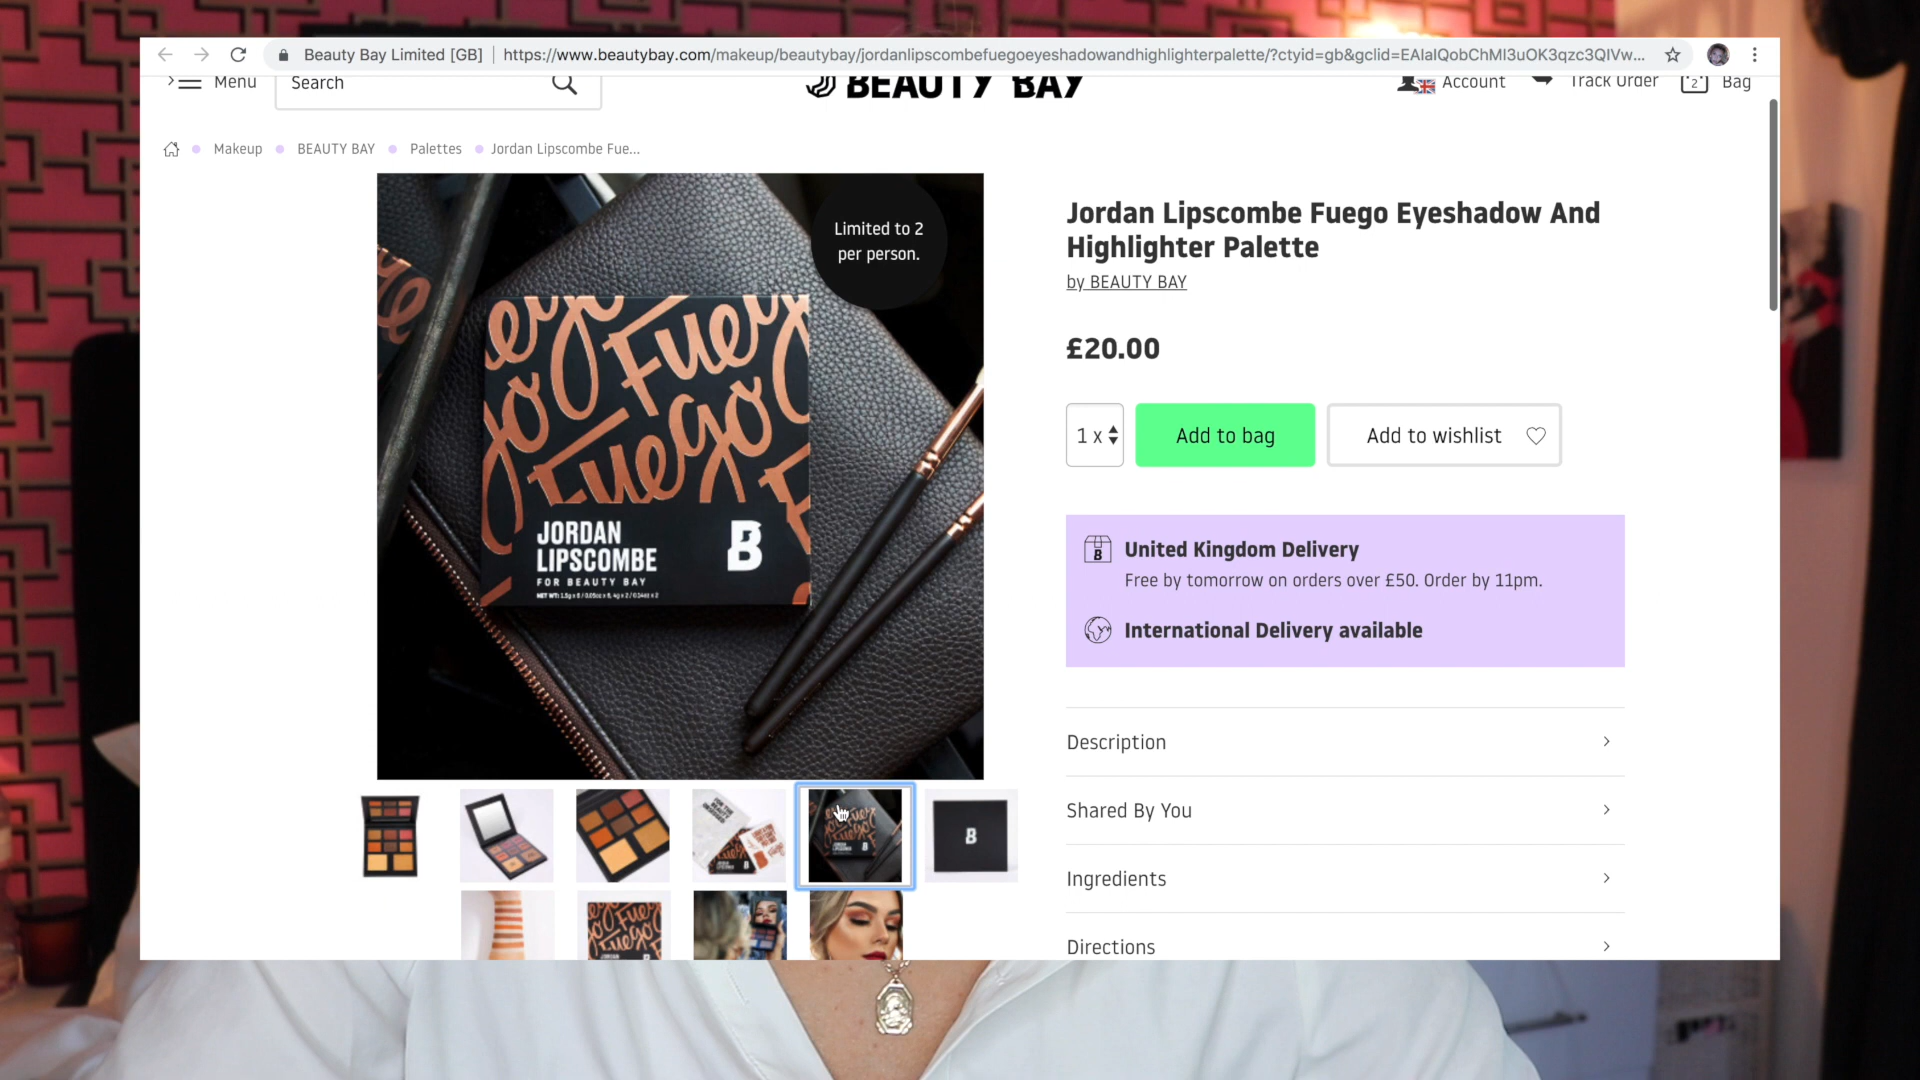 Beauty Bay Limited [GB] | https://www.beautybay.com/makeup/beautybay/jordanlipscombefuegoeyeshadowandhighlighterpalette/?ctyid=gb&gclid=EAIaIQobChMI3uOK3qzc3QIVw...
Menu
Search
BEAUTY BAY
Account
Track Order
2
Bag
Makeup
BEAUTY BAY
Palettes
Jordan Lipscombe Fue...
Limited to 2
per person.
Fuego
Fuego
JORDAN
LIPSCOMBE
FOR BEAUTY BAY
B
Jordan Lipscombe Fuego Eyeshadow And
Highlighter Palette
by BEAUTY BAY
£20.00
1 x
Add to bag
Add to wishlist
B
United Kingdom Delivery
Free by tomorrow on orders over £50. Order by 11pm.
International Delivery available
Description
Shared By You
Ingredients
Directions
B
Fuego
Fuego